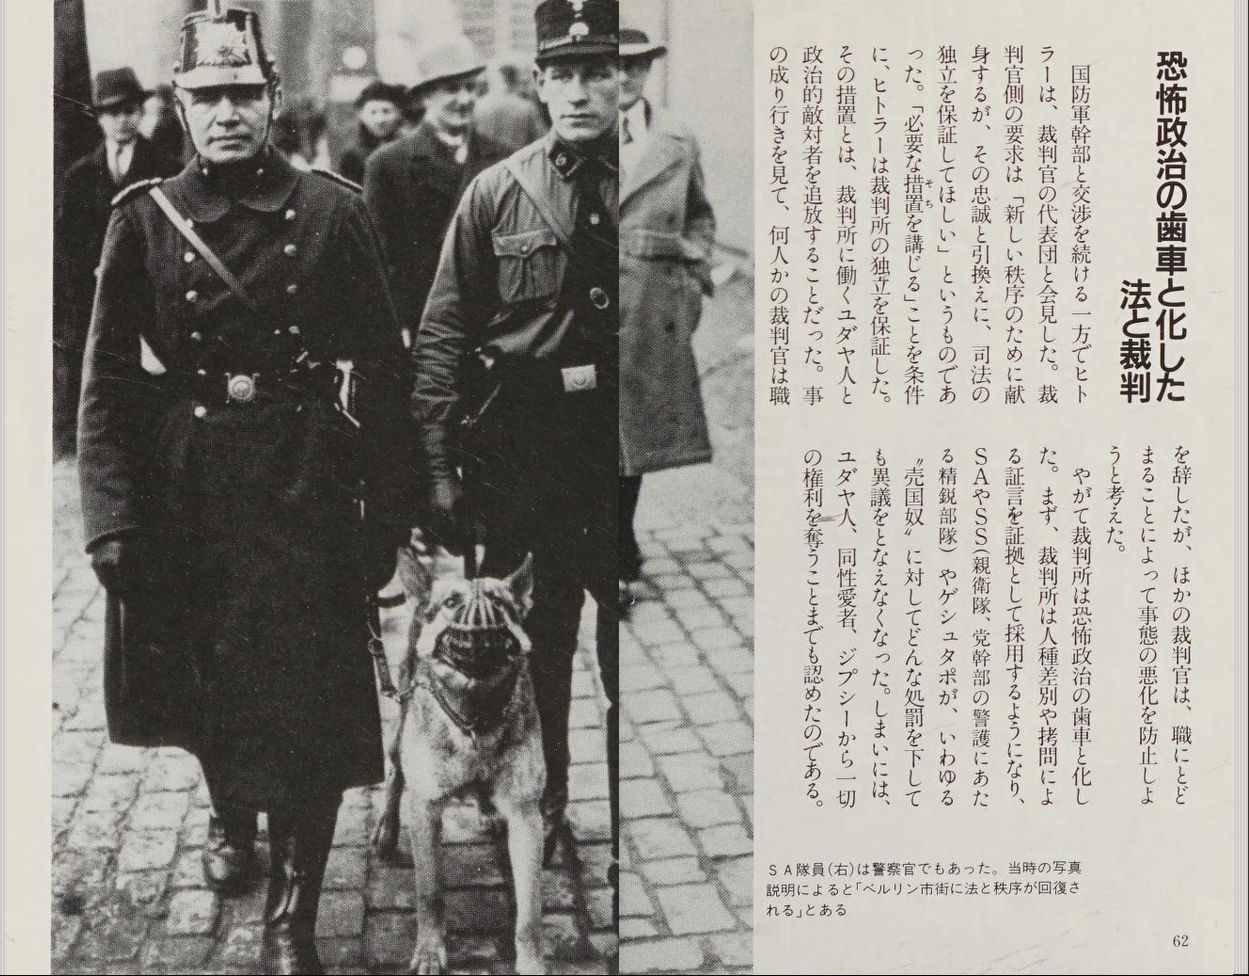 恐怖政治の歯車と化した
法と裁判
国防軍幹部と交渉を続ける一方でヒト
ラーは、裁判官の代表団と会見した。裁
判官側の要求は「新しい秩序のために献
身するが、その忠誠と引換えに、司法の
独立を保証してほしい」というものであ
った。「必要な措置を講じる」ことを条件
そち
に、ヒトラーは裁判所の独立を保証した。
その措置とは、裁判所に働くユダヤ人と
政治的敵対者を追放することだった。事
の成り行きを見て、何人かの裁判官は職
を辞したが、ほかの裁判官は、職にとど
まることによって事態の悪化を防止しよ
うと考えた。
やがて裁判所は恐怖政治の歯車と化し
た。まず、裁判所は人種差別や拷問によ
る証言を証拠として採用するようになり、
SAやSS(親衛隊、党幹部の警護にあた
る精鋭部隊)やゲシュタポが、いわゆる
〝売国奴〟に対してどんな処罰を下して
も異議をとなえなくなった。しまいには、
ユダヤ人、同性愛者、ジプシーから一切
の権利を奪うことまでも認めたのである。
SA隊員(右)は警察官でもあった。当時の写真
説明によると「ベルリン市街に法と秩序が回復さ
れる」とある
62